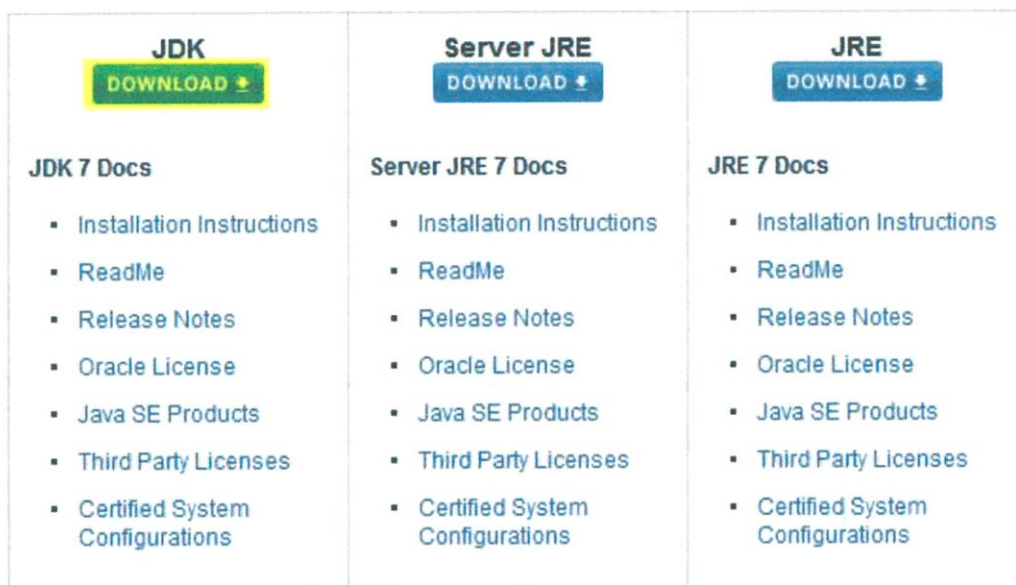 JDK
DOWNLOAD
JDK 7 Docs
Installation Instructions
ReadMe
Release Notes
Oracle License
Java SE Products
Third Party Licenses
Certified System
Configurations
Server JRE
DOWNLOAD
Server JRE 7 Docs
Installation Instructions
ReadMe
Release Notes
Oracle License
Java SE Products
Third Party Licenses
Certified System
Configurations
JRE
DOWNLOAD
JRE 7 Docs
Installation Instructions
ReadMe
Release Notes
Oracle License
Java SE Products
Third Party Licenses
Certified System
Configurations